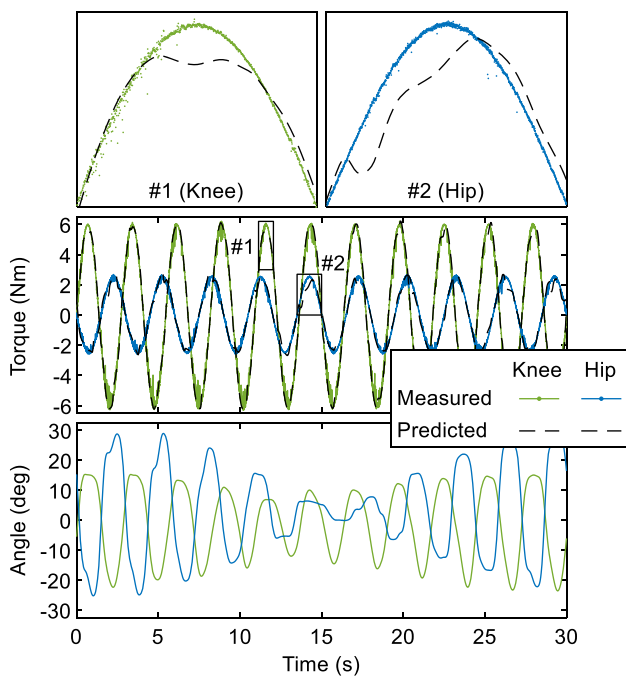 #1 (Knee)
#2 (Hip)
Torque (Nm)
6
4
2
0
-2
-4
-6
#1
#2
Knee Hip
Measured
Predicted
Angle (deg)
30
20
10
0
-10
-20
-30
0 5 10 15 20 25 30
Time (s)